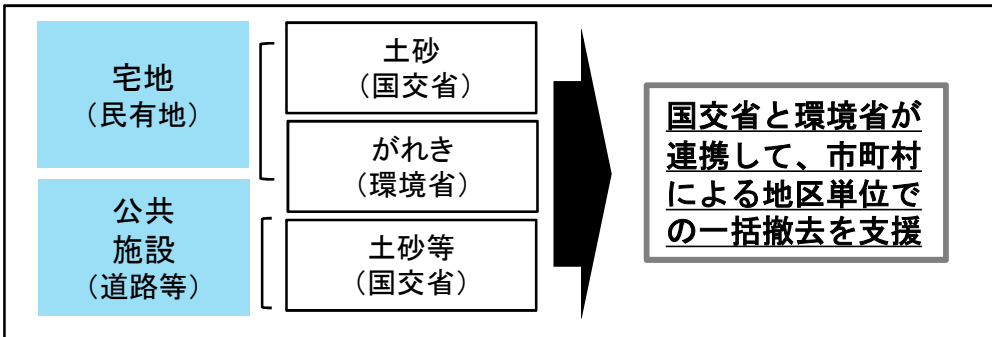 宅地
（民有地）
公共
施設
（道路等）
土砂
（国交省）
がれき
（環境省）
土砂等
（国交省）
国交省と環境省が
連携して、市町村
による地区単位で
の一括撤去を支援